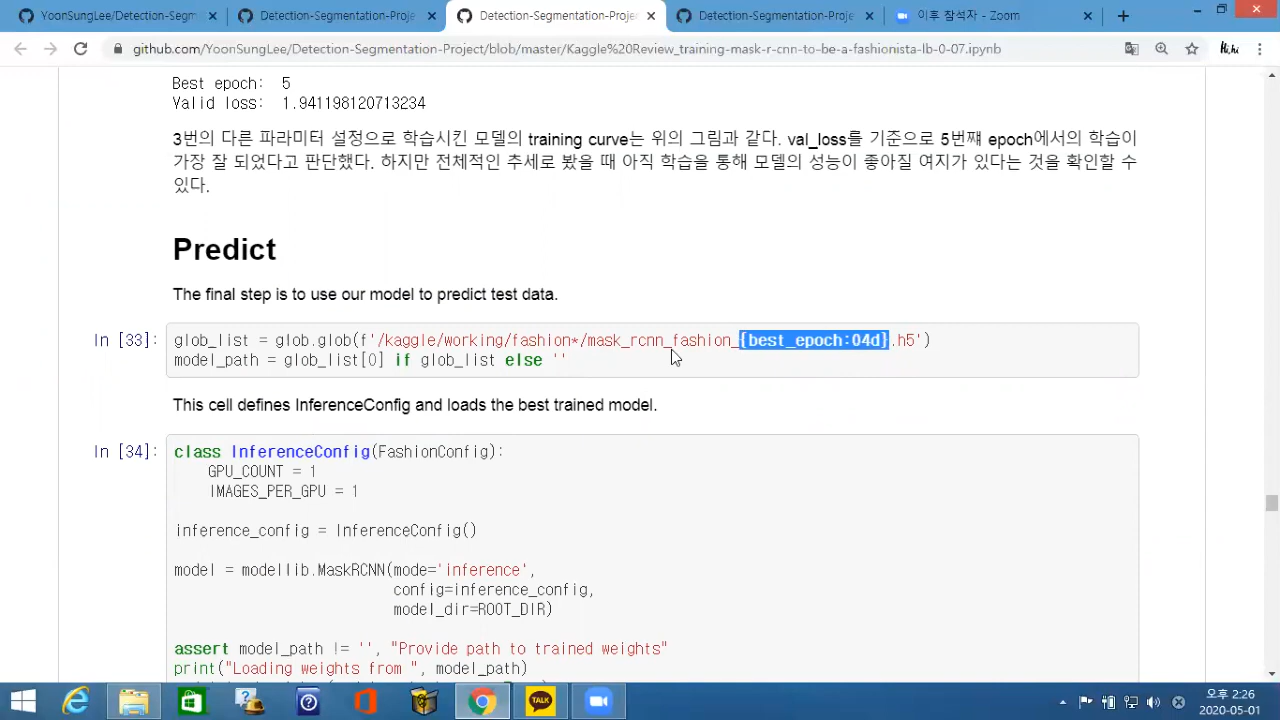 YoonSungLee/Detection-Segm
Detection-Segmentation-Proje
Detection-Segmentation-Proje
Detection-Segmentation-Proje
이후 참석자 - Zoom
github.com/YoonSungLee/Detection-Segmentation-Project/blob/master/Kaggle%20Review_training-mask-r-cnn-to-be-a-fashionista-lb-0-07.ipynb
Best epoch: 5
Valid loss: 1.941198120713234
3번의 다른 파라미터 설정으로 학습시킨 모델의 training curve는 위의 그림과 같다. val_loss를 기준으로 5번째 epoch에서의 학습이
가장 잘 되었다고 판단했다. 하지만 전체적인 추세로 봤을 때 아직 학습을 통해 모델의 성능이 좋아질 여지가 있다는 것을 확인할 수
있다.
Predict
The final step is to use our model to predict test data.
In [33]: glob_list = glob.glob(f'/kaggle/working/fashion*/mask_rcnn_fashion_{best_epoch:04d}.h5')
model_path = glob_list[0] if glob_list else ''
This cell defines InferenceConfig and loads the best trained model.
In [34]: class InferenceConfig(FashionConfig):
GPU_COUNT = 1
IMAGES_PER_GPU = 1
inference_config = InferenceConfig()
model = modellib.MaskRCNN(mode='inference',
config=inference_config,
model_dir=ROOT_DIR)
assert model_path != '', "Provide path to trained weights"
print("Loading weights from ", model_path)
TALK
오후 2:26
2020-05-01